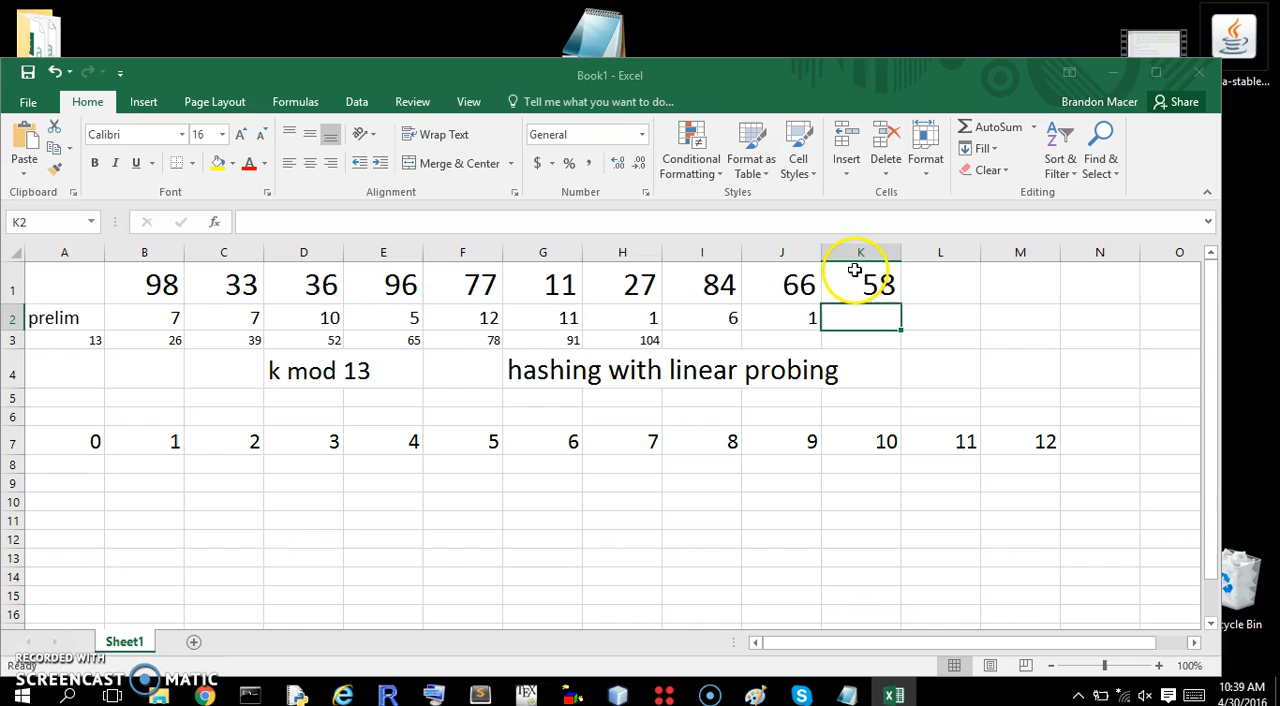 a-stable...
Book1 - Excel
File Home Insert Page Layout Formulas Data Review View Tell me what you want to do... Brandon Macer Share
Calibri 16 A A Wrap Text General AutoSum
Paste B I U A Merge & Center $ % Conditional Formatting Format as Table Cell Styles Insert Delete Format Fill Clear Sort & Filter Find & Select
Clipboard Font Alignment Number Styles Cells Editing
K2 fx
A B C D E F G H I J K L M N O
1 98 33 36 96 77 11 27 84 66 58
2 prelim 7 7 10 5 12 11 1 6 1
3 13 26 39 52 65 78 91 104
4 k mod 13 hashing with linear probing
5
6
7 0 1 2 3 4 5 6 7 8 9 10 11 12
8
9
10
11
12
13
14
15
16
cycle Bin
Sheet1
RECORDED WITH
SCREENCAST MATIC
Ready 100%
10:39 AM
4/30/2016